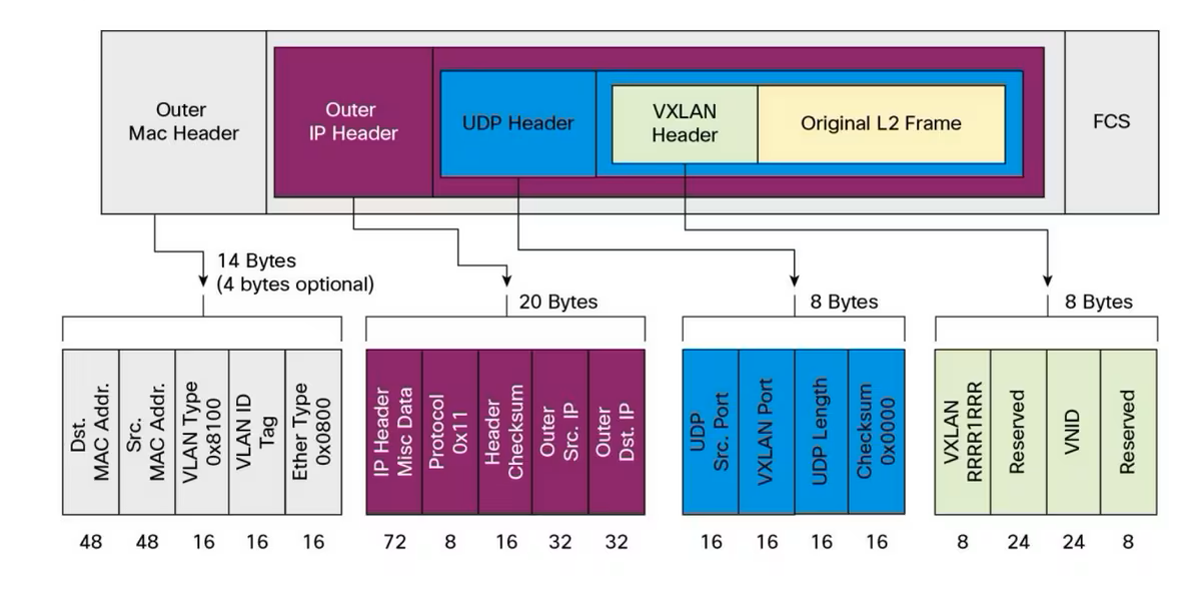 Outer
Mac Header
Outer
IP Header
UDP Header
VXLAN
Header
Original L2 Frame
FCS
14 Bytes
(4 bytes optional)
20 Bytes
8 Bytes
8 Bytes
Dst.
MAC Addr.
Src.
MAC Addr.
VLAN Type
0x8100
VLAN ID
Tag
Ether Type
0x0800
IP Header
Misc Data
Protocol
0x11
Header
Checksum
Outer
Src. IP
Outer
Dst. IP
UDP
Src. Port
VXLAN Port
UDP Length
Checksum
0x0000
VXLAN
RRRR1RRR
Reserved
VNID
Reserved
48 48 16 16 16 72 8 16 32 32 16 16 16 16 8 24 24 8